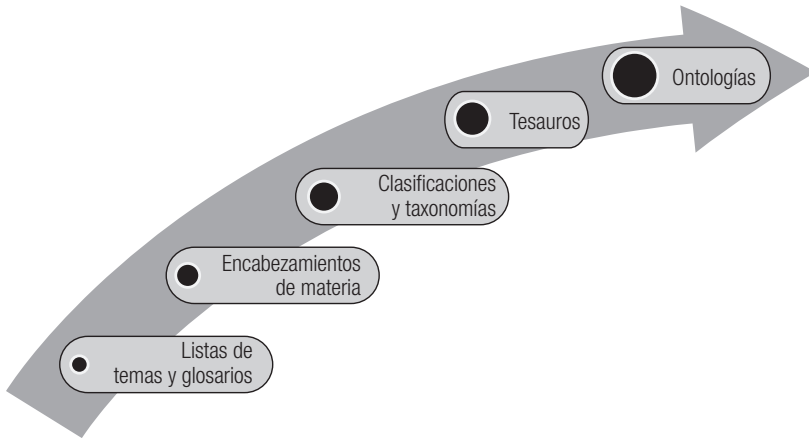 Ontologías
Tesauros
Clasificaciones
y taxonomías
Encabezamientos
de materia
Listas de
temas y glosarios